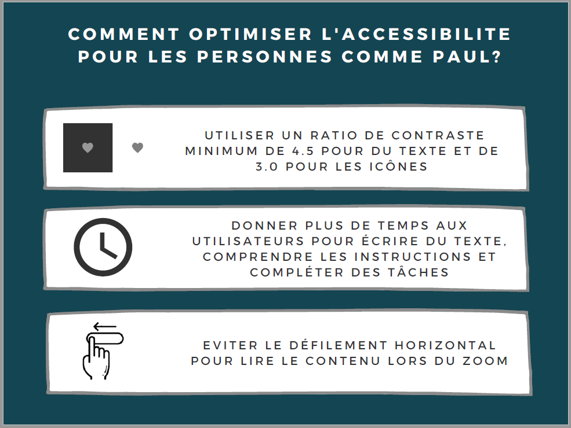 COMMENT OPTIMISER L'ACCESSIBILITE
POUR LES PERSONNES COMME PAUL?
UTILISER UN RATIO DE CONTRASTE
MINIMUM DE 4.5 POUR DU TEXTE ET DE
3.0 POUR LES ICÔNES
DONNER PLUS DE TEMPS AUX
UTILISATEURS POUR ÉCRIRE DU TEXTE,
COMPRENDRE LES INSTRUCTIONS ET
COMPLÉTER DES TÂCHES
EVITER LE DÉFILEMENT HORIZONTAL
POUR LIRE LE CONTENU LORS DU ZOOM